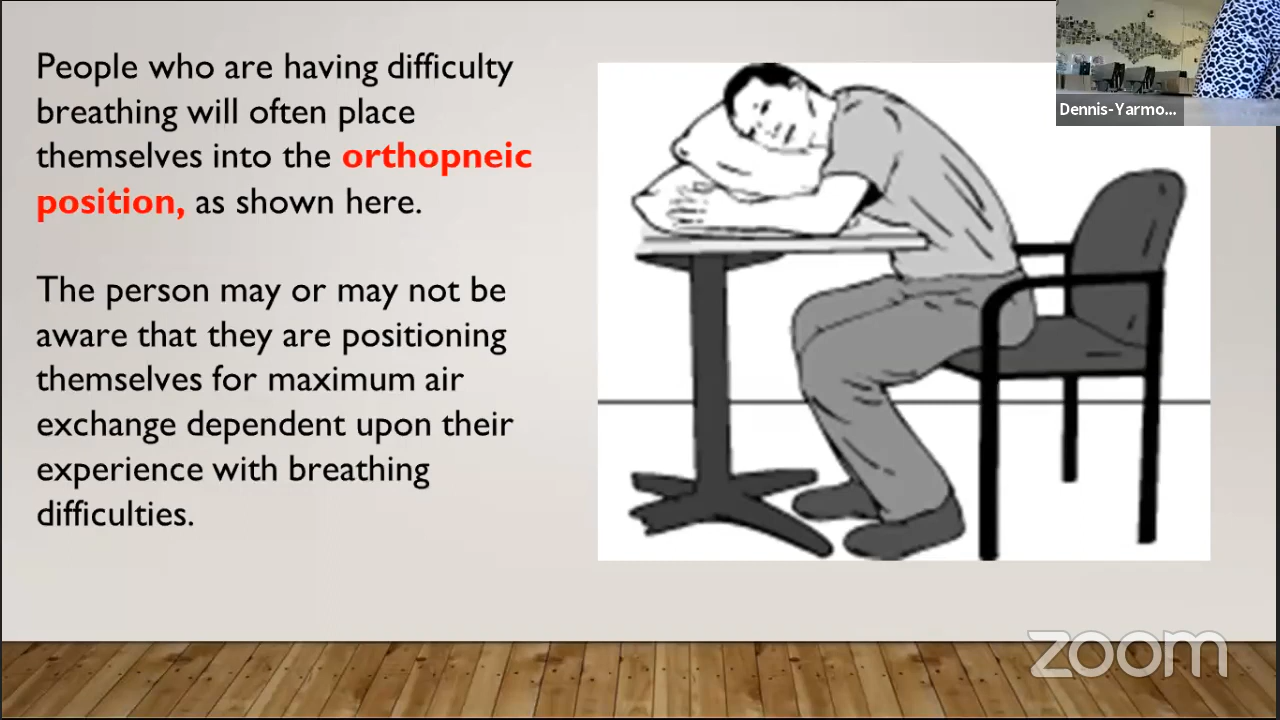 People who are having difficulty
breathing will often place
themselves into the orthopneic
position, as shown here.
The person may or may not be
aware that they are positioning
themselves for maximum air
exchange dependent upon their
experience with breathing
difficulties.
Dennis-Yarmo...
zoom